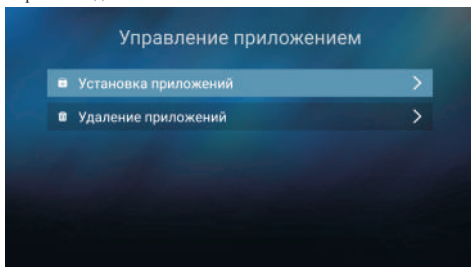 Управление приложением
Установка приложений
Удаление приложений